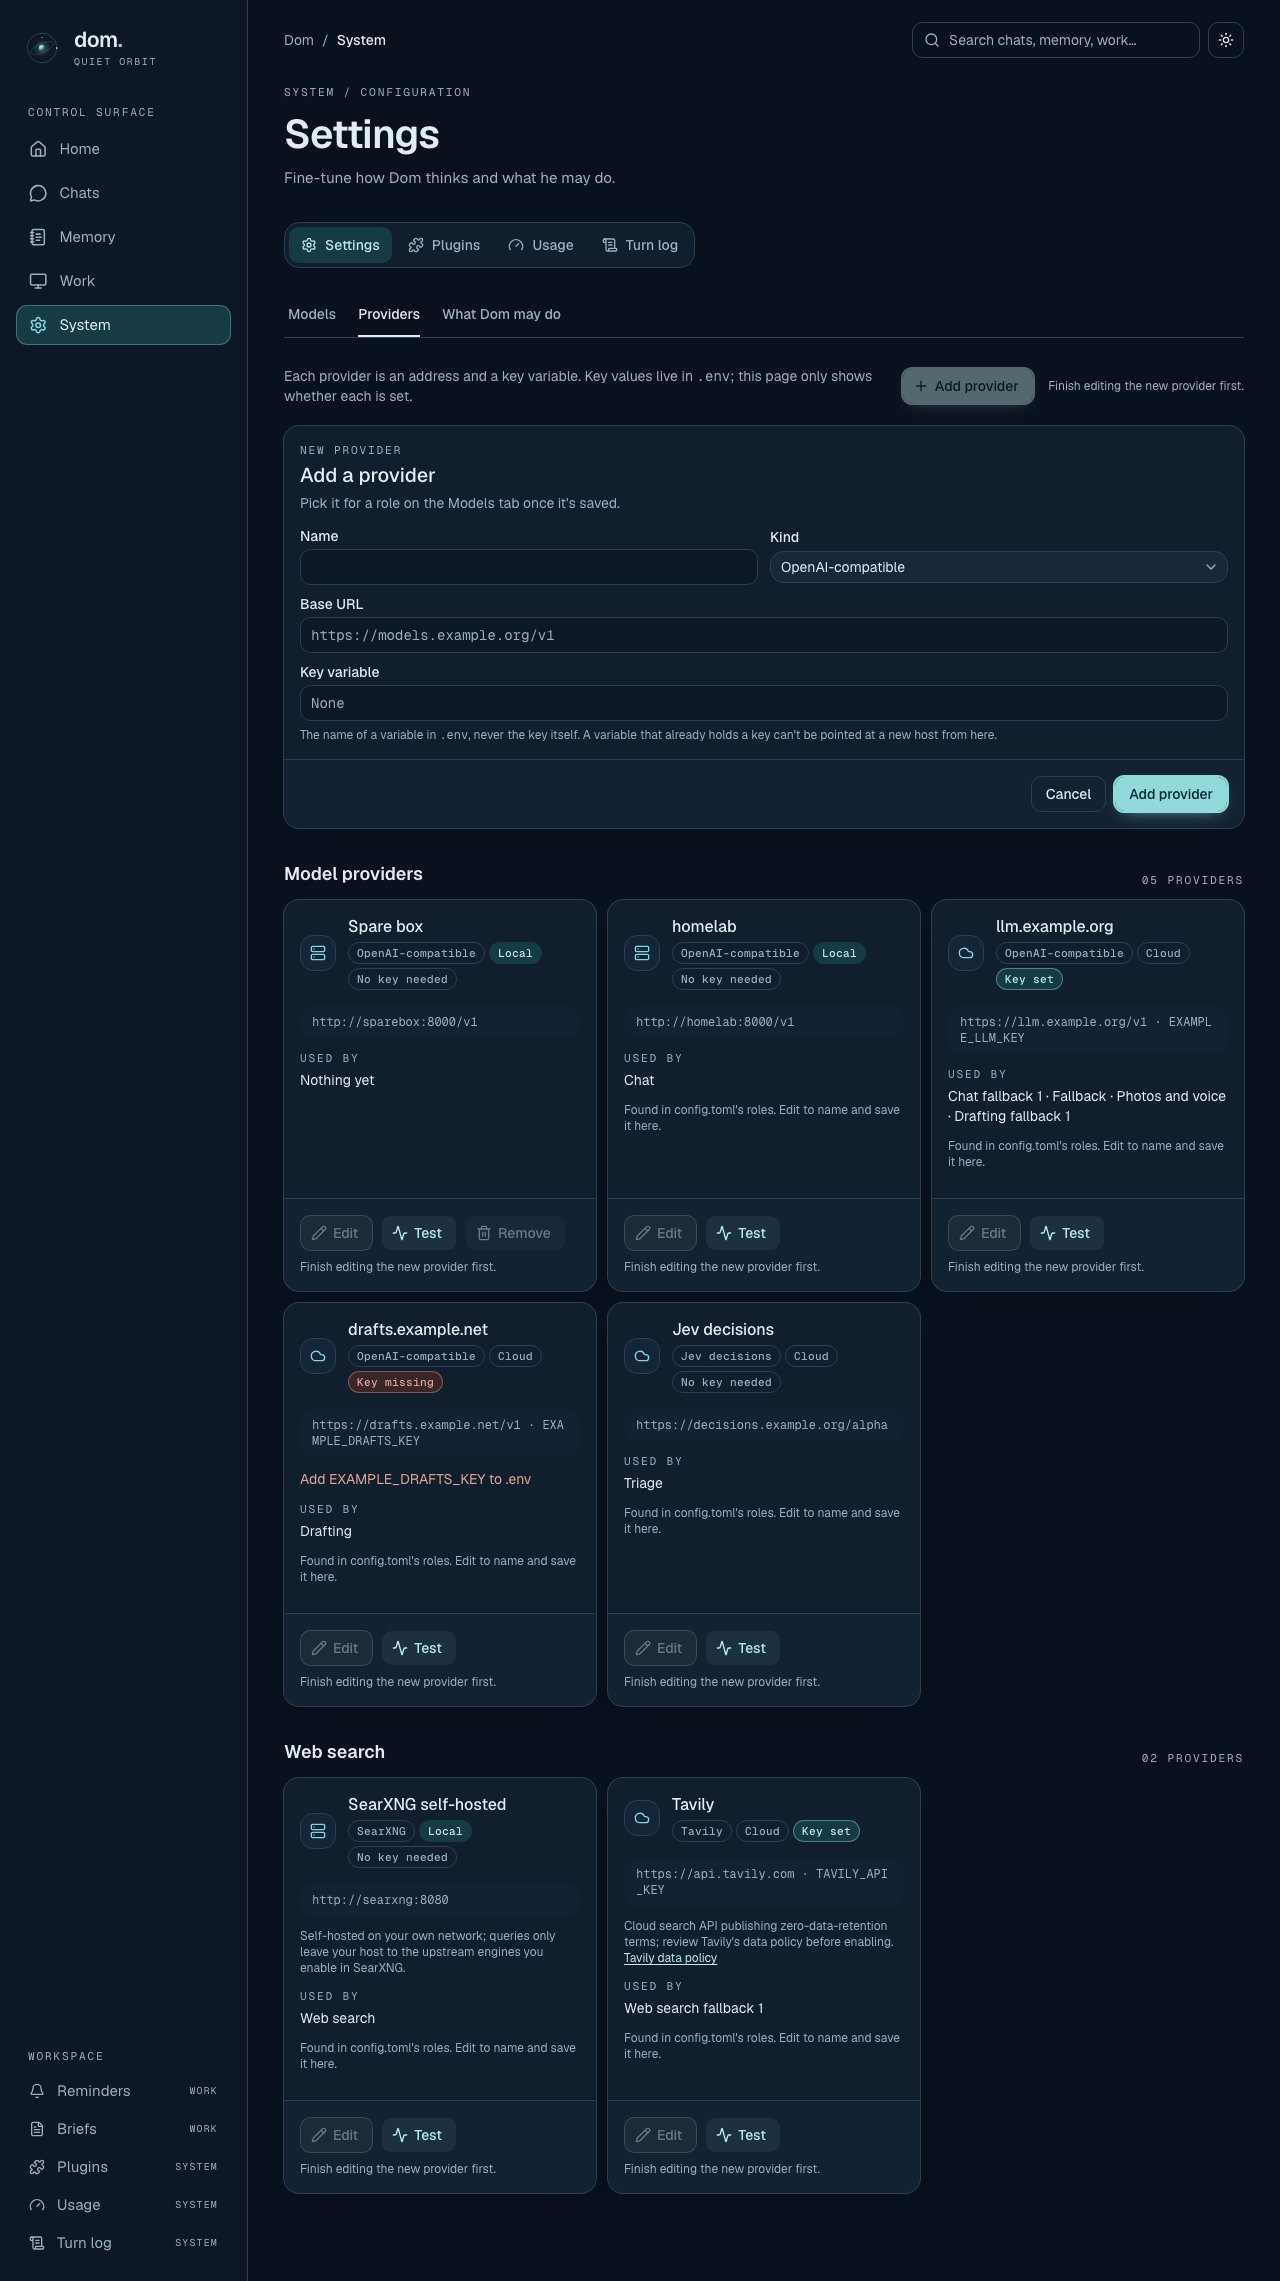 dom.
QUIET ORBIT
CONTROL SURFACE
Home
Chats
Memory
Work
System
WORKSPACE
Reminders WORK
Briefs WORK
Plugins SYSTEM
Usage SYSTEM
Turn log SYSTEM
Dom / System
Search chats, memory, work…
SYSTEM / CONFIGURATION
Settings
Fine-tune how Dom thinks and what he may do.
Settings Plugins Usage Turn log
Models Providers What Dom may do
Each provider is an address and a key variable. Key values live in .env; this page only shows
whether each is set.
Add provider
Finish editing the new provider first.
NEW PROVIDER
Add a provider
Pick it for a role on the Models tab once it's saved.
Name
Kind
OpenAI-compatible
Base URL
https://models.example.org/v1
Key variable
None
The name of a variable in .env, never the key itself. A variable that already holds a key can't be pointed at a new host from here.
Cancel
Add provider
Model providers
05 PROVIDERS
Spare box
OpenAI-compatible Local
No key needed
http://sparebox:8000/v1
USED BY
Nothing yet
Edit Test Remove
Finish editing the new provider first.
homelab
OpenAI-compatible Local
No key needed
http://homelab:8000/v1
USED BY
Chat
Found in config.toml's roles. Edit to name and save
it here.
Edit Test
Finish editing the new provider first.
llm.example.org
OpenAI-compatible Cloud
Key set
https://llm.example.org/v1 · EXAMPL
E_LLM_KEY
USED BY
Chat fallback 1 · Fallback · Photos and voice
· Drafting fallback 1
Found in config.toml's roles. Edit to name and save
it here.
Edit Test
Finish editing the new provider first.
drafts.example.net
OpenAI-compatible Cloud
Key missing
https://drafts.example.net/v1 · EXA
MPLE_DRAFTS_KEY
Add EXAMPLE_DRAFTS_KEY to .env
USED BY
Drafting
Found in config.toml's roles. Edit to name and save
it here.
Edit Test
Finish editing the new provider first.
Jev decisions
Jev decisions Cloud
No key needed
https://decisions.example.org/alpha
USED BY
Triage
Found in config.toml's roles. Edit to name and save
it here.
Edit Test
Finish editing the new provider first.
Web search
02 PROVIDERS
SearXNG self-hosted
SearXNG Local
No key needed
http://searxng:8080
Self-hosted on your own network; queries only
leave your host to the upstream engines you
enable in SearXNG.
USED BY
Web search
Found in config.toml's roles. Edit to name and save
it here.
Edit Test
Finish editing the new provider first.
Tavily
Tavily Cloud Key set
https://api.tavily.com · TAVILY_API
_KEY
Cloud search API publishing zero-data-retention
terms; review Tavily's data policy before enabling.
Tavily data policy
USED BY
Web search fallback 1
Found in config.toml's roles. Edit to name and save
it here.
Edit Test
Finish editing the new provider first.